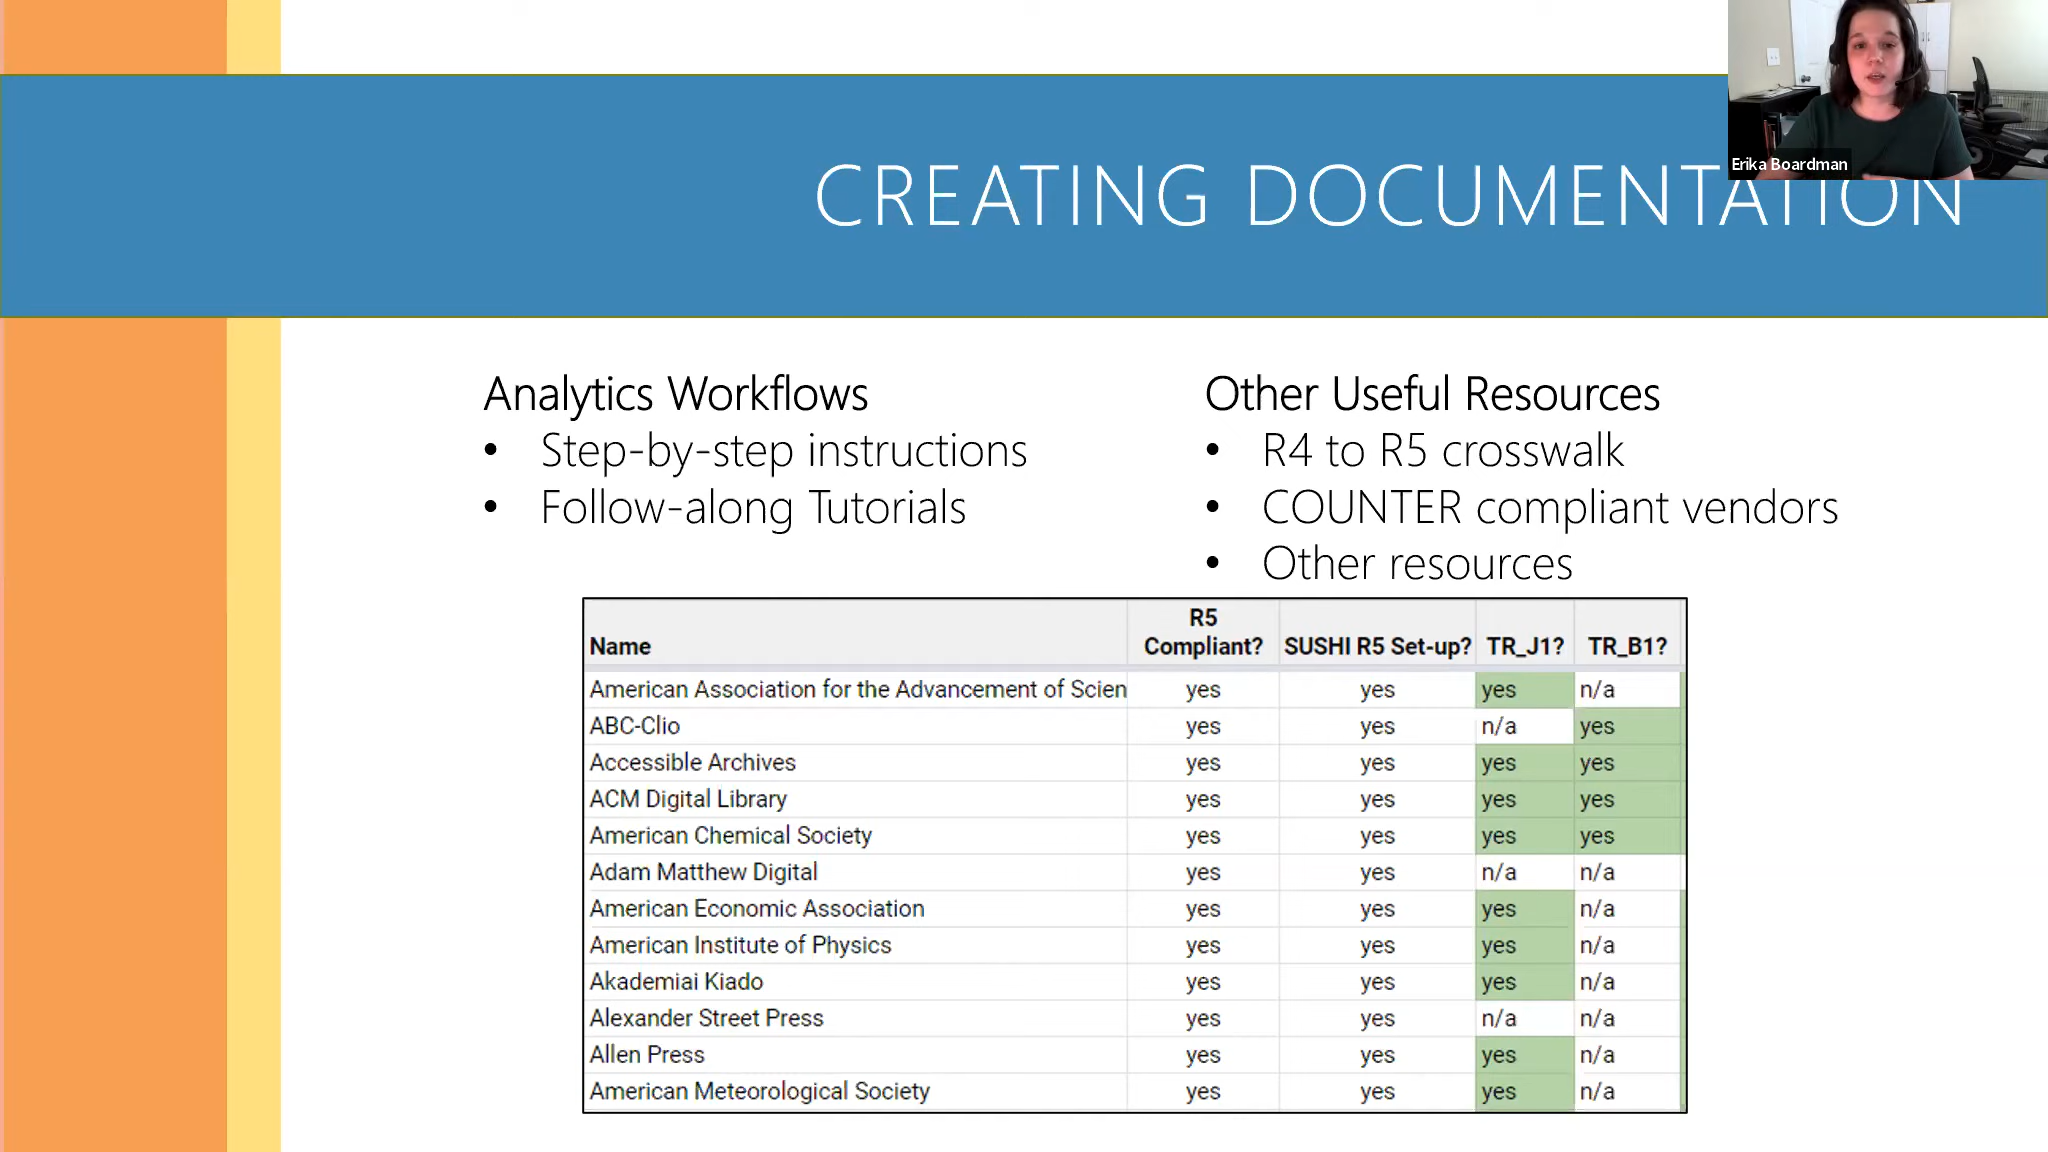 Erika Boardman
CREATING DOCUMENTATION
Analytics Workflows
• Step-by-step instructions
• Follow-along Tutorials
Other Useful Resources
• R4 to R5 crosswalk
• COUNTER compliant vendors
• Other resources
Name R5 Compliant? SUSHI R5 Set-up? TR_J1? TR_B1?
American Association for the Advancement of Scien yes yes yes n/a
ABC-Clio yes yes n/a yes
Accessible Archives yes yes yes yes
ACM Digital Library yes yes yes yes
American Chemical Society yes yes yes yes
Adam Matthew Digital yes yes n/a n/a
American Economic Association yes yes yes n/a
American Institute of Physics yes yes yes n/a
Akademiai Kiado yes yes yes n/a
Alexander Street Press yes yes n/a n/a
Allen Press yes yes yes n/a
American Meteorological Society yes yes yes n/a